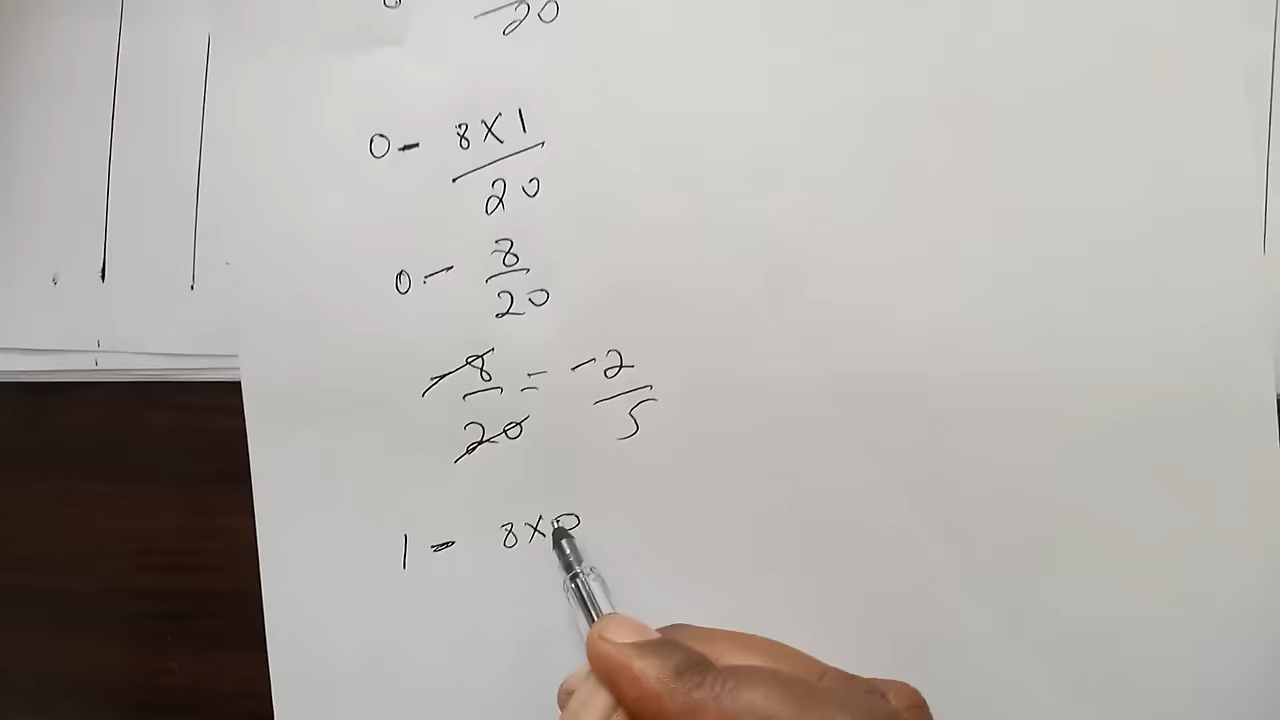 20
0 - 8 X 1
20
0 - 8
20
-8 = -2
20 5
1 - 8 X 0